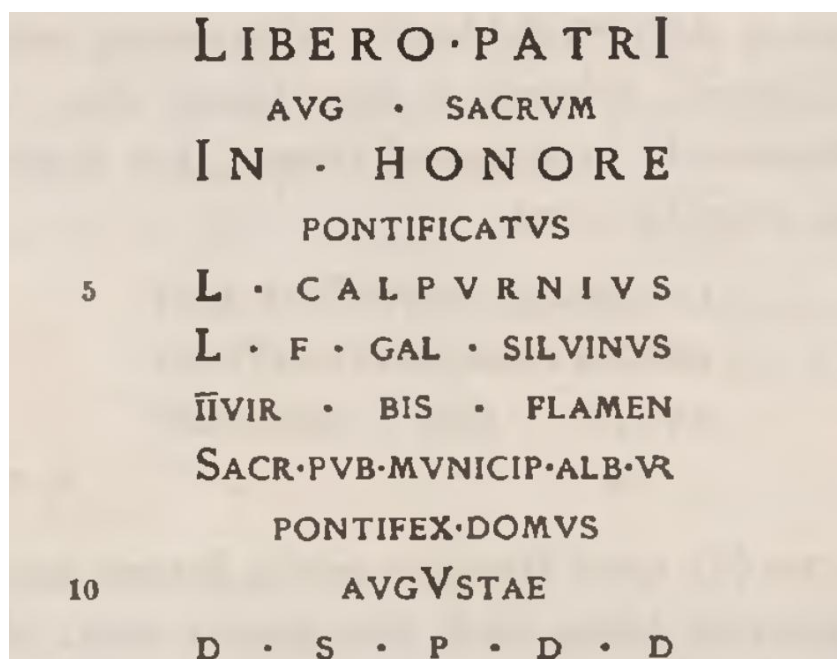 LIBERO·PATRI
AVG · SACRVM
IN · HONORE
PONTIFICATVS
5 L · CALPVRNIVS
L · F · GAL · SILVINVS
I̅I̅VIR · BIS · FLAMEN
SACR·PVB·MVNICIP·ALB·VR
PONTIFEX·DOMVS
10 AVGVSTAE
D · S · P · D · D